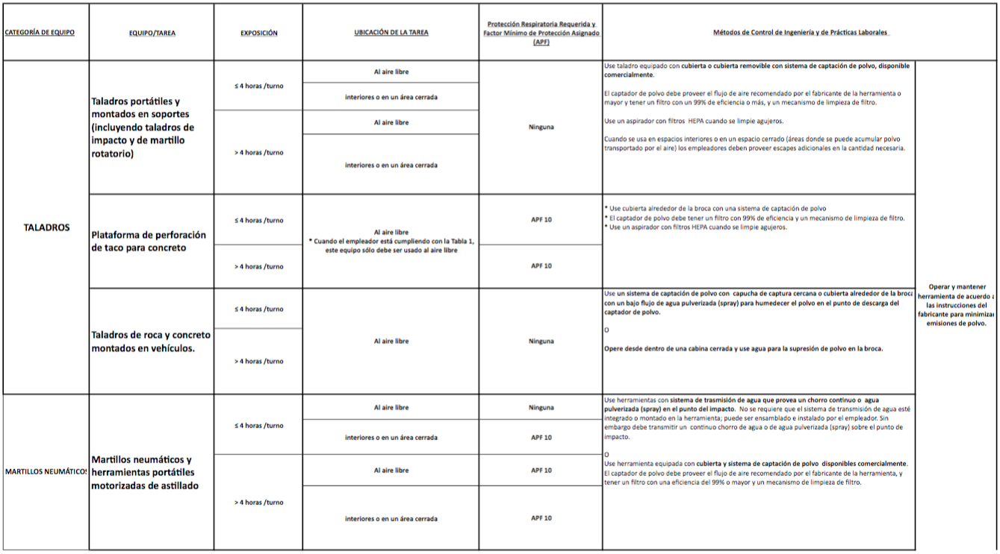 CATEGORÍA DE EQUIPO
EQUIPO/TAREA
EXPOSICIÓN
UBICACIÓN DE LA TAREA
Protección Respiratoria Requerida y
Factor Mínimo de Protección Asignado
(APF)
Métodos de Control de Ingeniería y de Prácticas Laborales
TALADROS
Taladros portátiles y
montados en soportes
(incluyendo taladros de
impacto y de martillo
rotatorio)
≤ 4 horas /turno
Al aire libre
interiores o en un área cerrada
> 4 horas /turno
Al aire libre
interiores o en un área cerrada
Ninguna
Use taladro equipado con cubierta o cubierta removible con sistema de captación de polvo, disponible
comercialmente.
El captador de polvo debe proveer el flujo de aire recomendado por el fabricante de la herramienta o
mayor y tener un filtro con un 99% de eficiencia o más, y un mecanismo de limpieza de filtro.
Use un aspirador con filtros HEPA cuando se limpie agujeros.
Cuando se usa en espacios interiores o en un espacio cerrado (áreas donde se puede acumular polvo
transportado por el aire) los empleadores deben proveer escapes adicionales en la cantidad necesaria.
Plataforma de perforación
de taco para concreto
≤ 4 horas /turno
> 4 horas /turno
Al aire libre
* Cuando el empleador está cumpliendo con la Tabla 1,
este equipo sólo debe ser usado al aire libre
APF 10
APF 10
* Use cubierta alrededor de la broca con una sistema de captación de polvo
* El captador de polvo debe tener un filtro con 99% de eficiencia y un mecanismo de limpieza de filtro.
* Use un aspirador con filtros HEPA cuando se limpie agujeros.
Taladros de roca y concreto
montados en vehículos.
≤ 4 horas /turno
> 4 horas /turno
Al aire libre
Ninguna
Use un sistema de captación de polvo con capucha de captura cercana o cubierta alrededor de la broca
con un bajo flujo de agua pulverizada (spray) para humedecer el polvo en el punto de descarga del
captador de polvo.
O
Opere desde dentro de una cabina cerrada y use agua para la supresión de polvo en la broca.
Operar y mantener
herramienta de acuerdo a
las instrucciones del
fabricante para minimizar
emisiones de polvo.
MARTILLOS NEUMÁTICOS
Martillos neumáticos y
herramientas portátiles
motorizadas de astillado
≤ 4 horas /turno
Al aire libre
Ninguna
interiores o en un área cerrada
APF 10
> 4 horas /turno
Al aire libre
APF 10
interiores o en un área cerrada
APF 10
Use herramientas con sistema de trasmisión de agua que provea un chorro continuo o agua
pulverizada (spray) en el punto del impacto. No se requiere que el sistema de transmisión de agua esté
integrado o montado en la herramienta; puede ser ensamblado e instalado por el empleador. Sin
embargo debe transmitir un continuo chorro de agua o de agua pulverizada (spray) sobre el punto de
impacto.
O
Use herramienta equipada con cubierta y sistema de captación de polvo disponibles comercialmente.
El captador de polvo debe proveer el flujo de aire recomendado por el fabricante de la herramienta, y
tener un filtro con una eficiencia del 99% o mayor y un mecanismo de limpieza de filtro.